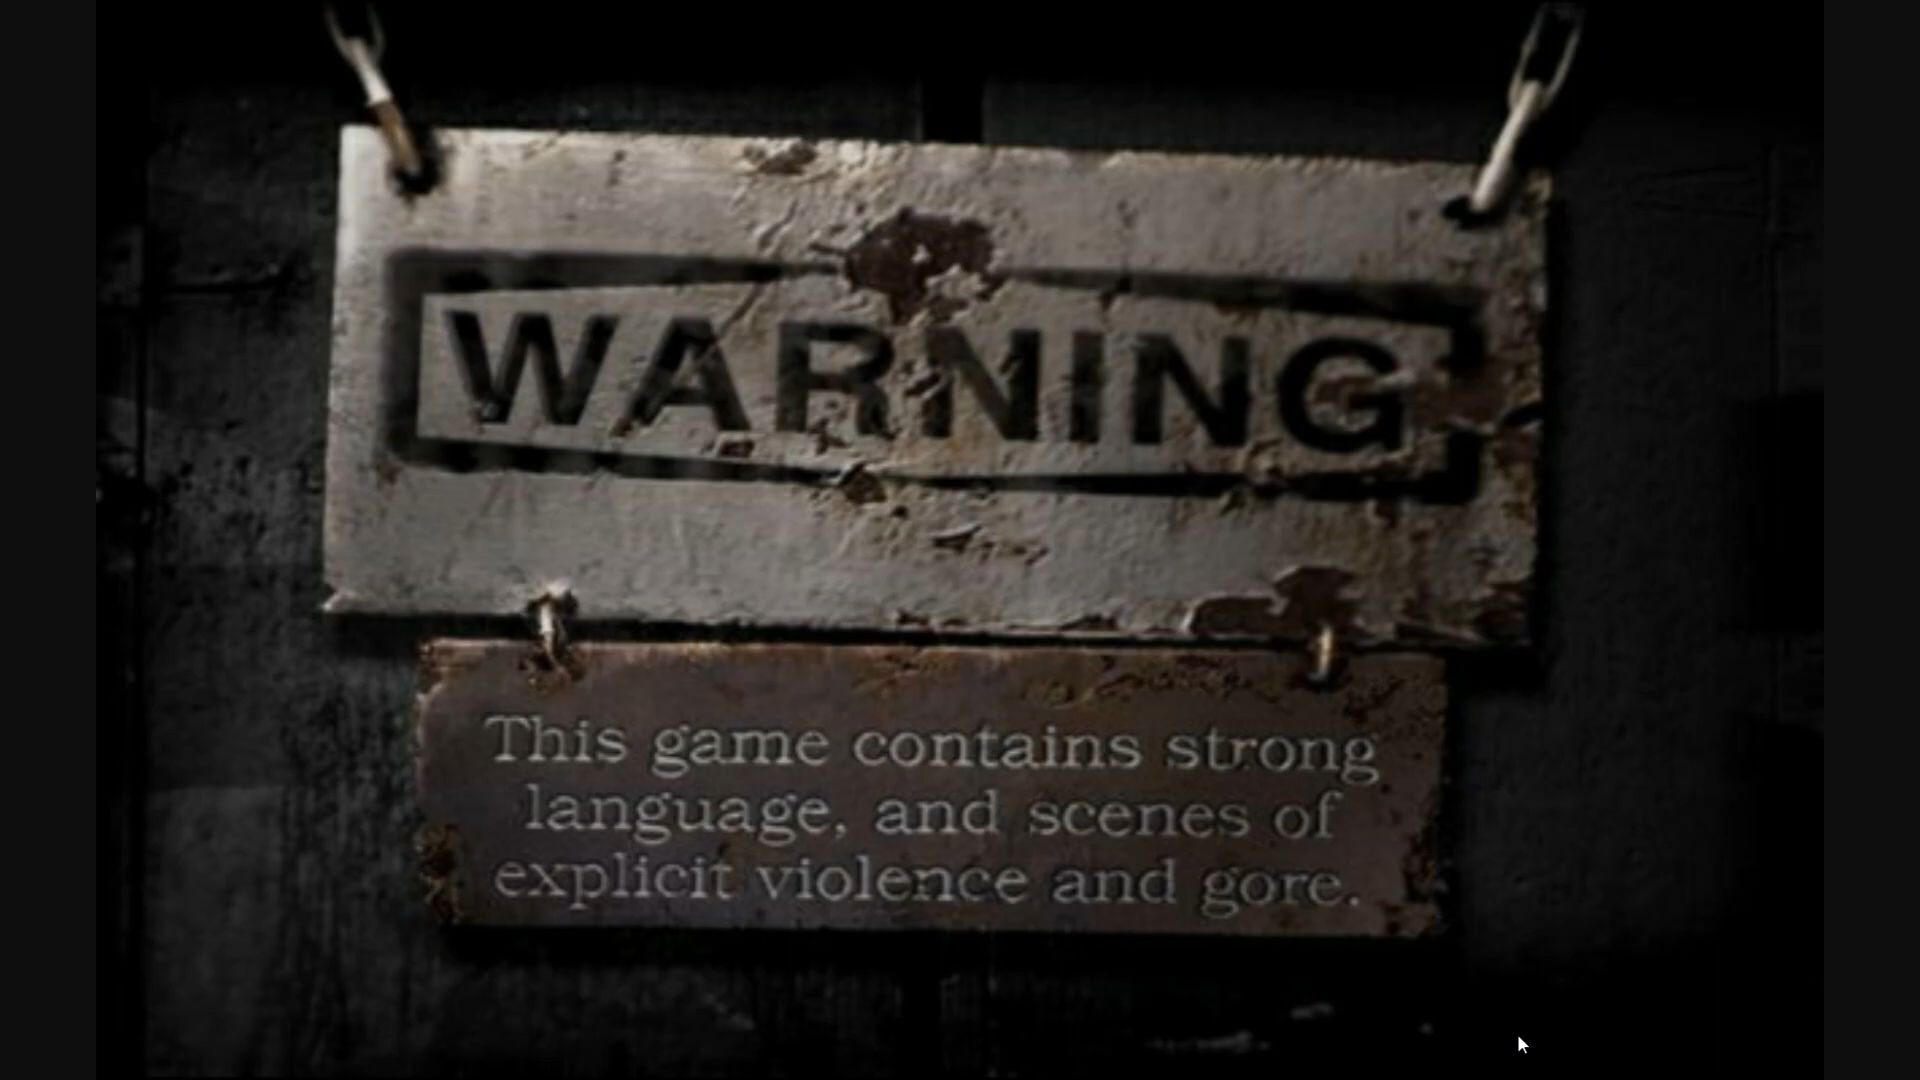 WARNING
This game contains strong
language, and scenes of
explicit violence and gore.